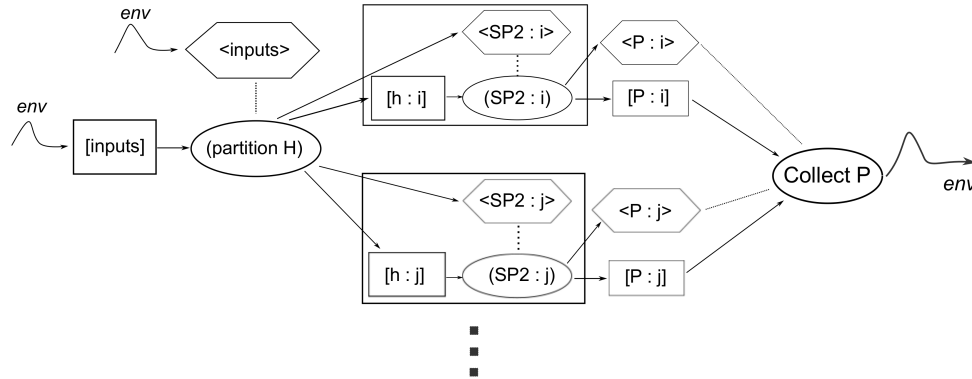 env
<inputs>
<SP2 : i>
<P : i>
env
[h : i]
(SP2 : i)
[P : i]
[inputs]
(partition H)
Collect P
env
<SP2 : j>
<P : j>
[h : j]
(SP2 : j)
[P : j]